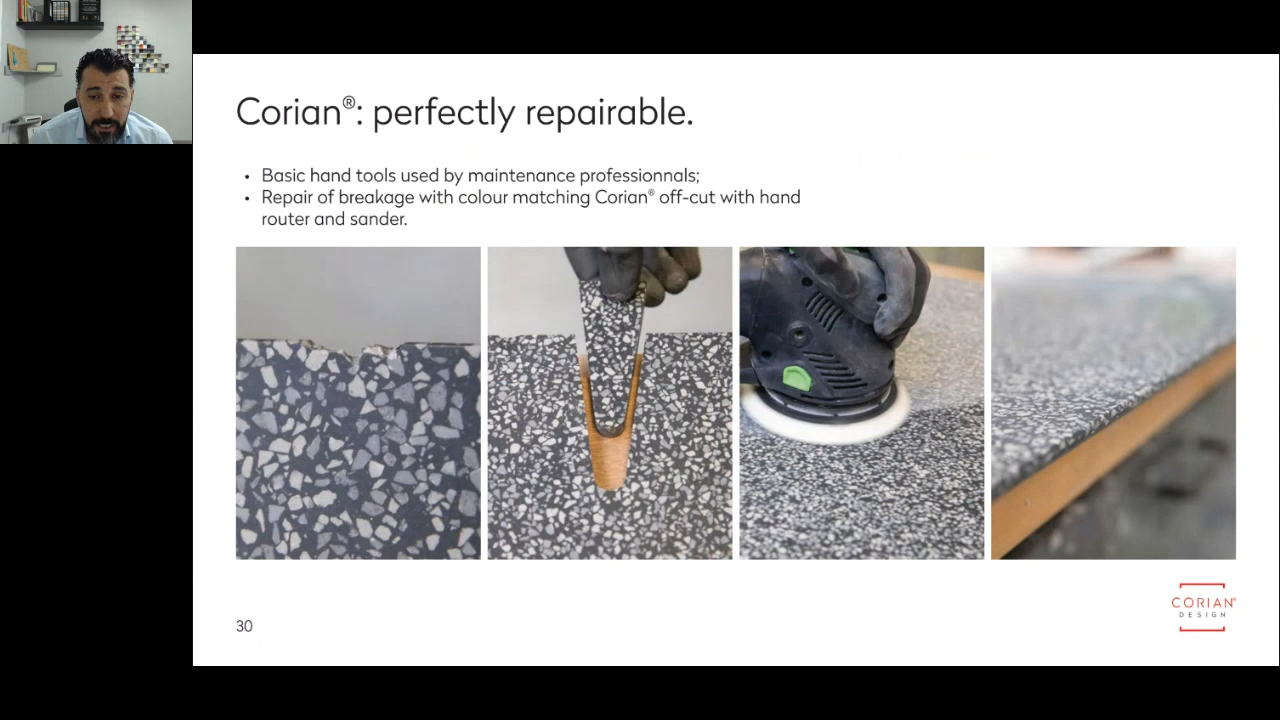 Corian®: perfectly repairable.
• Basic hand tools used by maintenance professionnals;
• Repair of breakage with colour matching Corian® off-cut with hand
router and sander.
30
CORIAN®
DESIGN